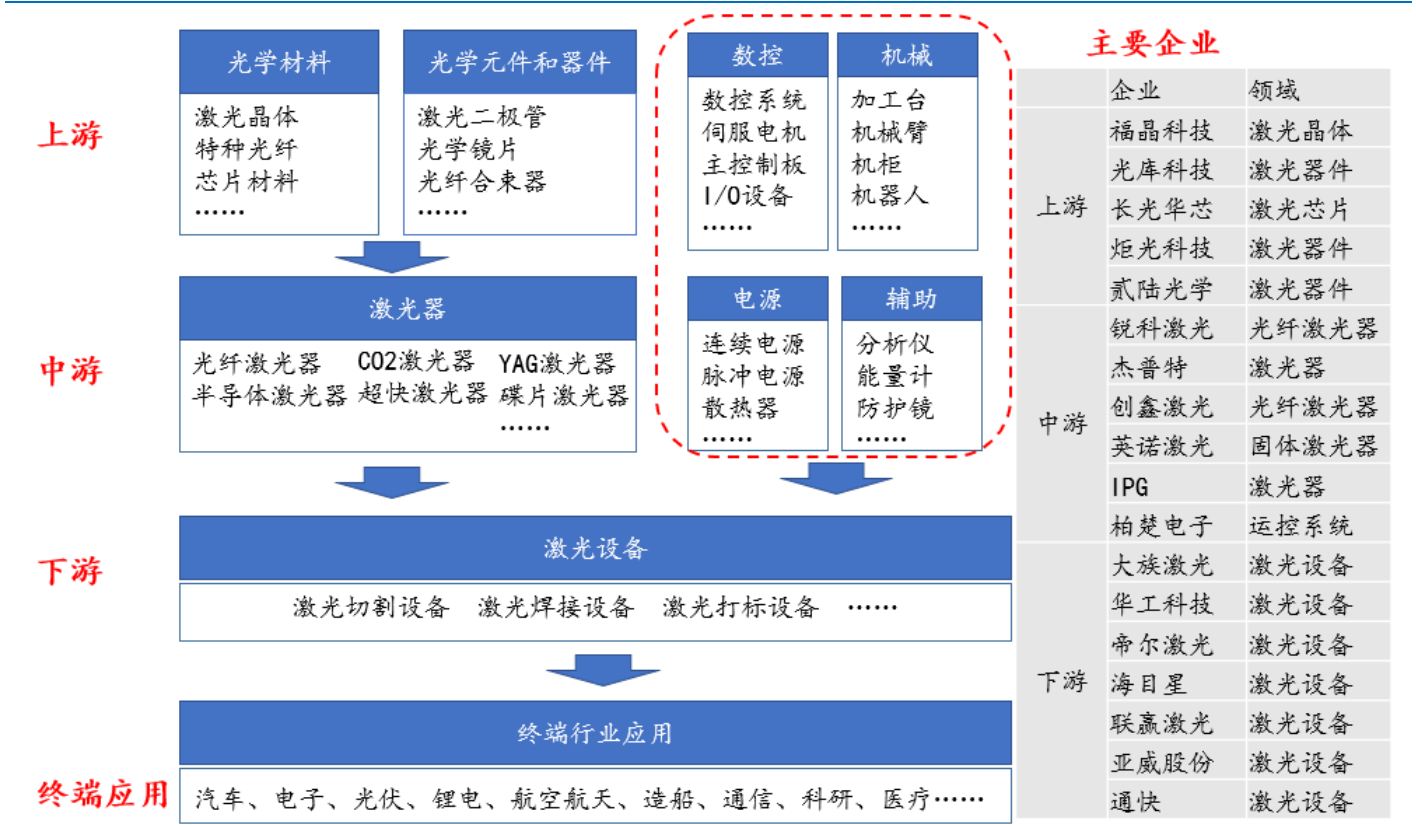 上游
光学材料
激光晶体
特种光纤
芯片材料
……
光学元件和器件
激光二极管
光学镜片
光纤合束器
……
数控
数控系统
伺服电机
主控制板
I/O设备
……
机械
加工台
机械臂
机柜
机器人
……
中游
激光器
光纤激光器 CO2激光器 YAG激光器
半导体激光器 超快激光器 碟片激光器
……
电源
连续电源
脉冲电源
散热器
……
辅助
分析仪
能量计
防护镜
……
下游
激光设备
激光切割设备 激光焊接设备 激光打标设备 ……
终端应用
终端行业应用
汽车、电子、光伏、锂电、航空航天、造船、通信、科研、医疗……
主要企业
企业 领域
上游
福晶科技 激光晶体
光库科技 激光器件
长光华芯 激光芯片
炬光科技 激光器件
贰陆光学 激光器件
中游
锐科激光 光纤激光器
杰普特 激光器
创鑫激光 光纤激光器
英诺激光 固体激光器
IPG 激光器
柏楚电子 运控系统
下游
大族激光 激光设备
华工科技 激光设备
帝尔激光 激光设备
海目星 激光设备
联赢激光 激光设备
亚威股份 激光设备
通快 激光设备